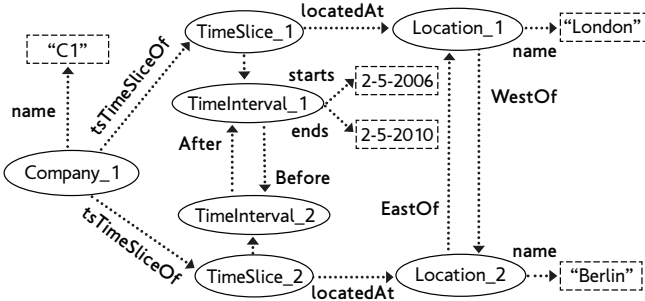 TimeSlice_1
locatedAt
Location_1
"London"
name
"C1"
tsTimeSliceOf
name
starts
2-5-2006
TimeInterval_1
WestOf
ends
2-5-2010
After
Company_1
Before
TimeInterval_2
EastOf
tsTimeSliceOf
name
TimeSlice_2
locatedAt
Location_2
"Berlin"